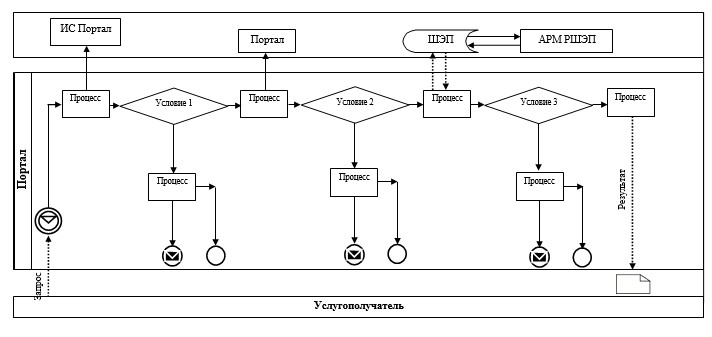 ИС Портал
Портал
ШЭП
АРМ РШЭП
Портал
Процесс
Условие 1
Процесс
Условие 2
Процесс
Условие 3
Процесс
Процесс
Процесс
Процесс
Результат
Запрос
Услугополучатель